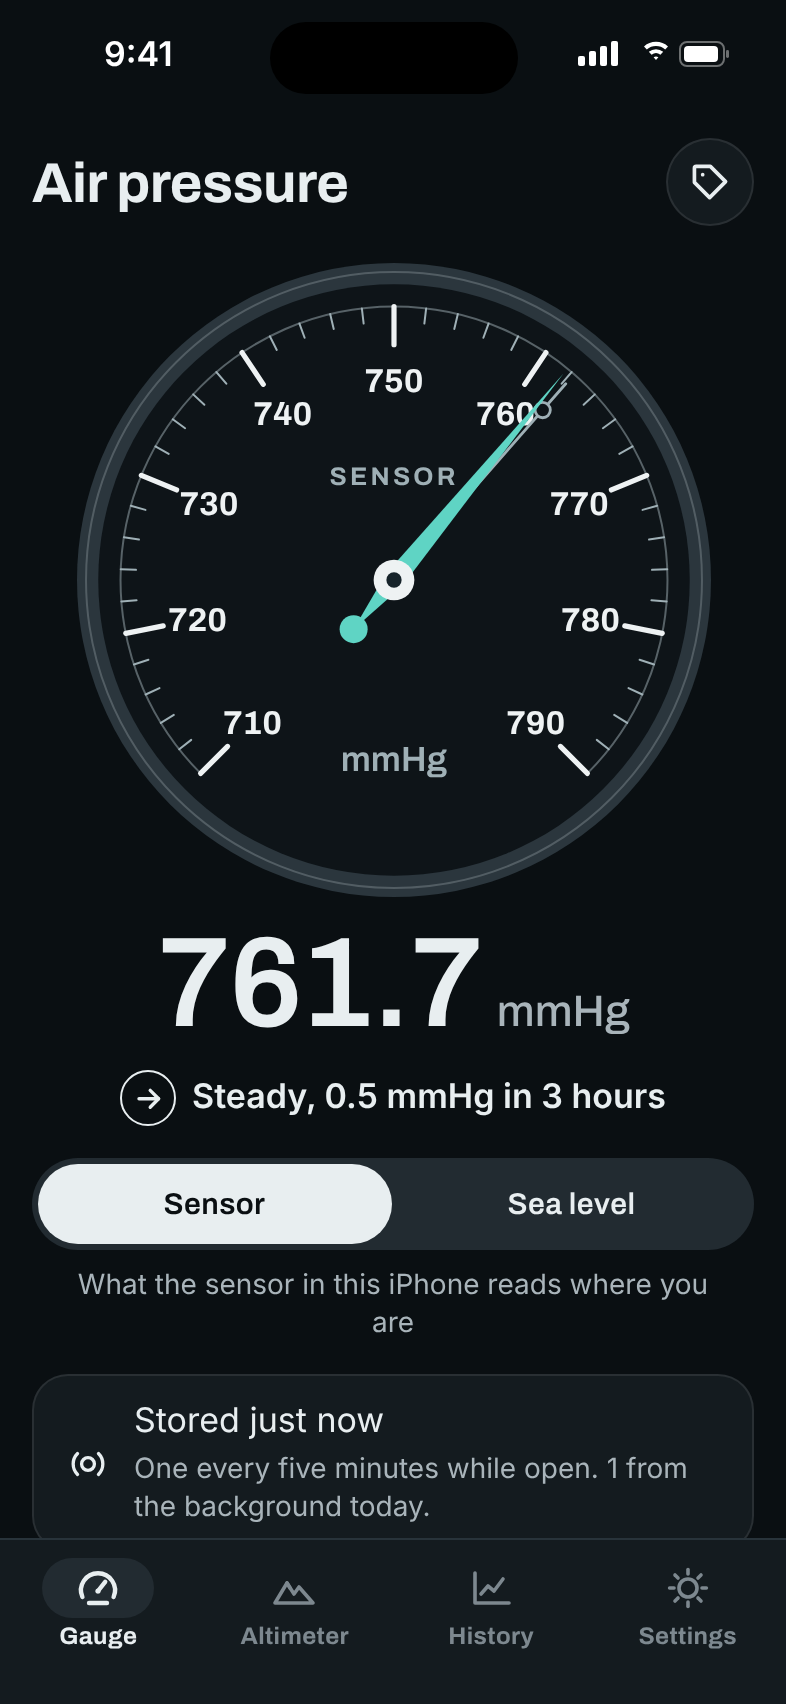 9:41
Air pressure
750
740
760
SENSOR
730
770
720
780
710
790
mmHg
761.7 mmHg
Steady, 0.5 mmHg in 3 hours
Sensor
Sea level
What the sensor in this iPhone reads where you
are
Stored just now
One every five minutes while open. 1 from
the background today.
Gauge
Altimeter
History
Settings